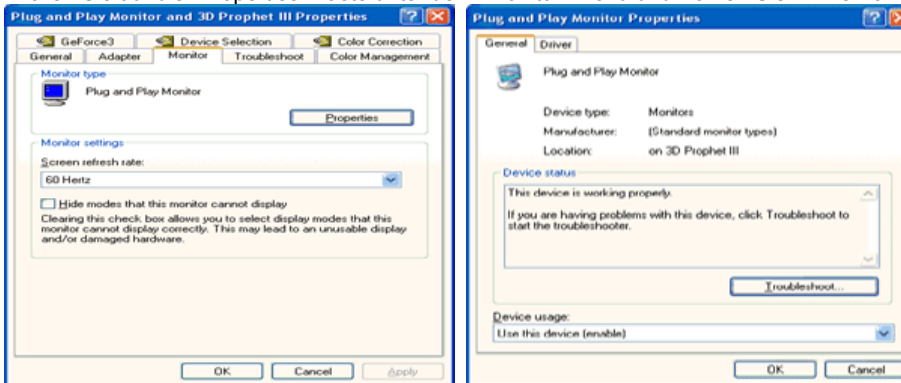 Plug and Play Monitor and 3D Prophet III Properties
GeForce3 Device Selection Color Correction
General Adapter Monitor Troubleshoot Color Management
Monitor type
Plug and Play Monitor
Properties
Monitor settings
Screen refresh rate:
60 Hertz
Hide modes that this monitor cannot display
Clearing this check box allows you to select display modes that this
monitor cannot display correctly. This may lead to an unusable display
and/or damaged hardware.
OK Cancel Apply
Plug and Play Monitor Properties
General Driver
Plug and Play Monitor
Device type: Monitors
Manufacturer: (Standard monitor types)
Location: on 3D Prophet III
Device status
This device is working properly.
If you are having problems with this device, click Troubleshoot to
start the troubleshooter.
Troubleshoot...
Device usage:
Use this device (enable)
OK Cancel